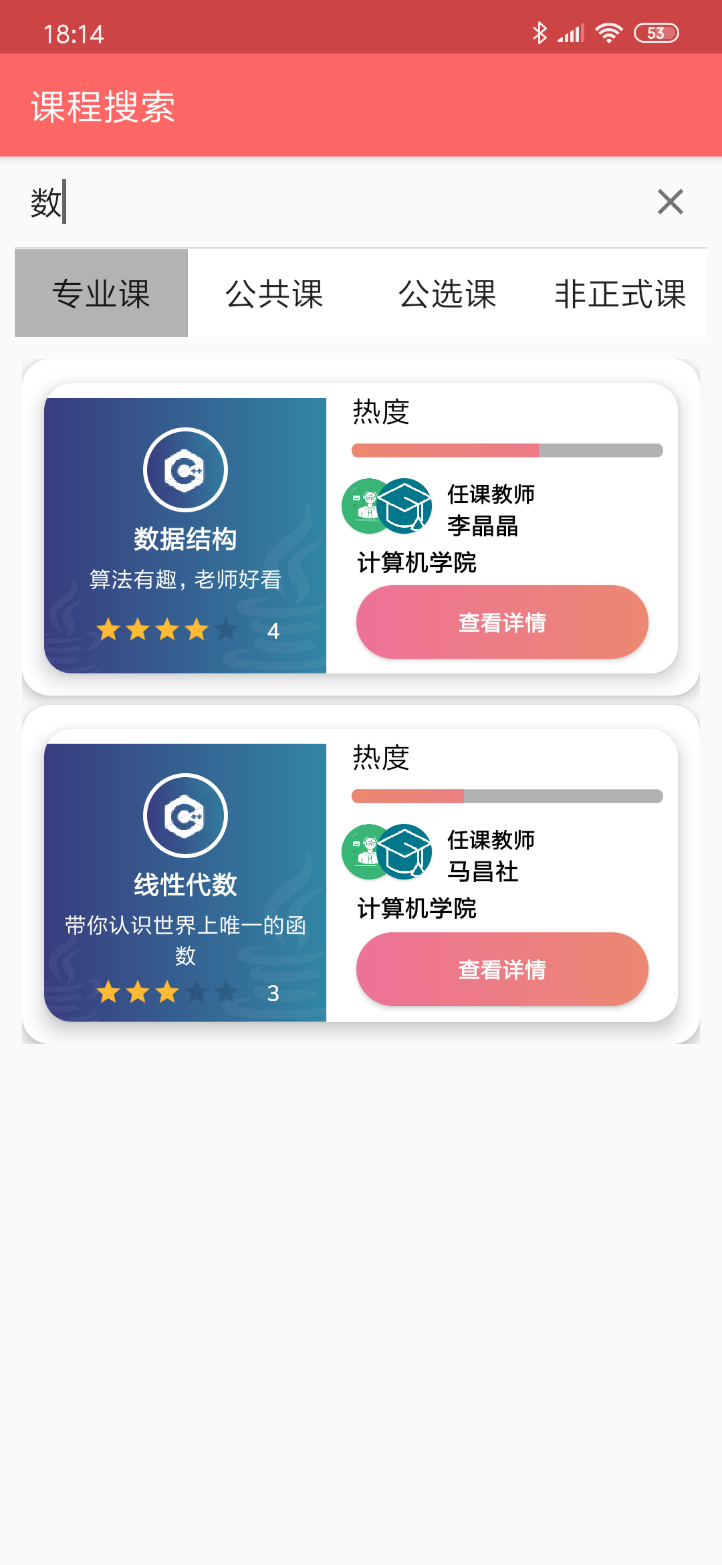 18:14
53
课程搜索
数
专业课 公共课 公选课 非正式课
C++
数据结构
算法有趣，老师好看
4
热度
任课教师
李晶晶
计算机学院
查看详情
C++
线性代数
带你认识世界上唯一的函
数
3
热度
任课教师
马昌社
计算机学院
查看详情